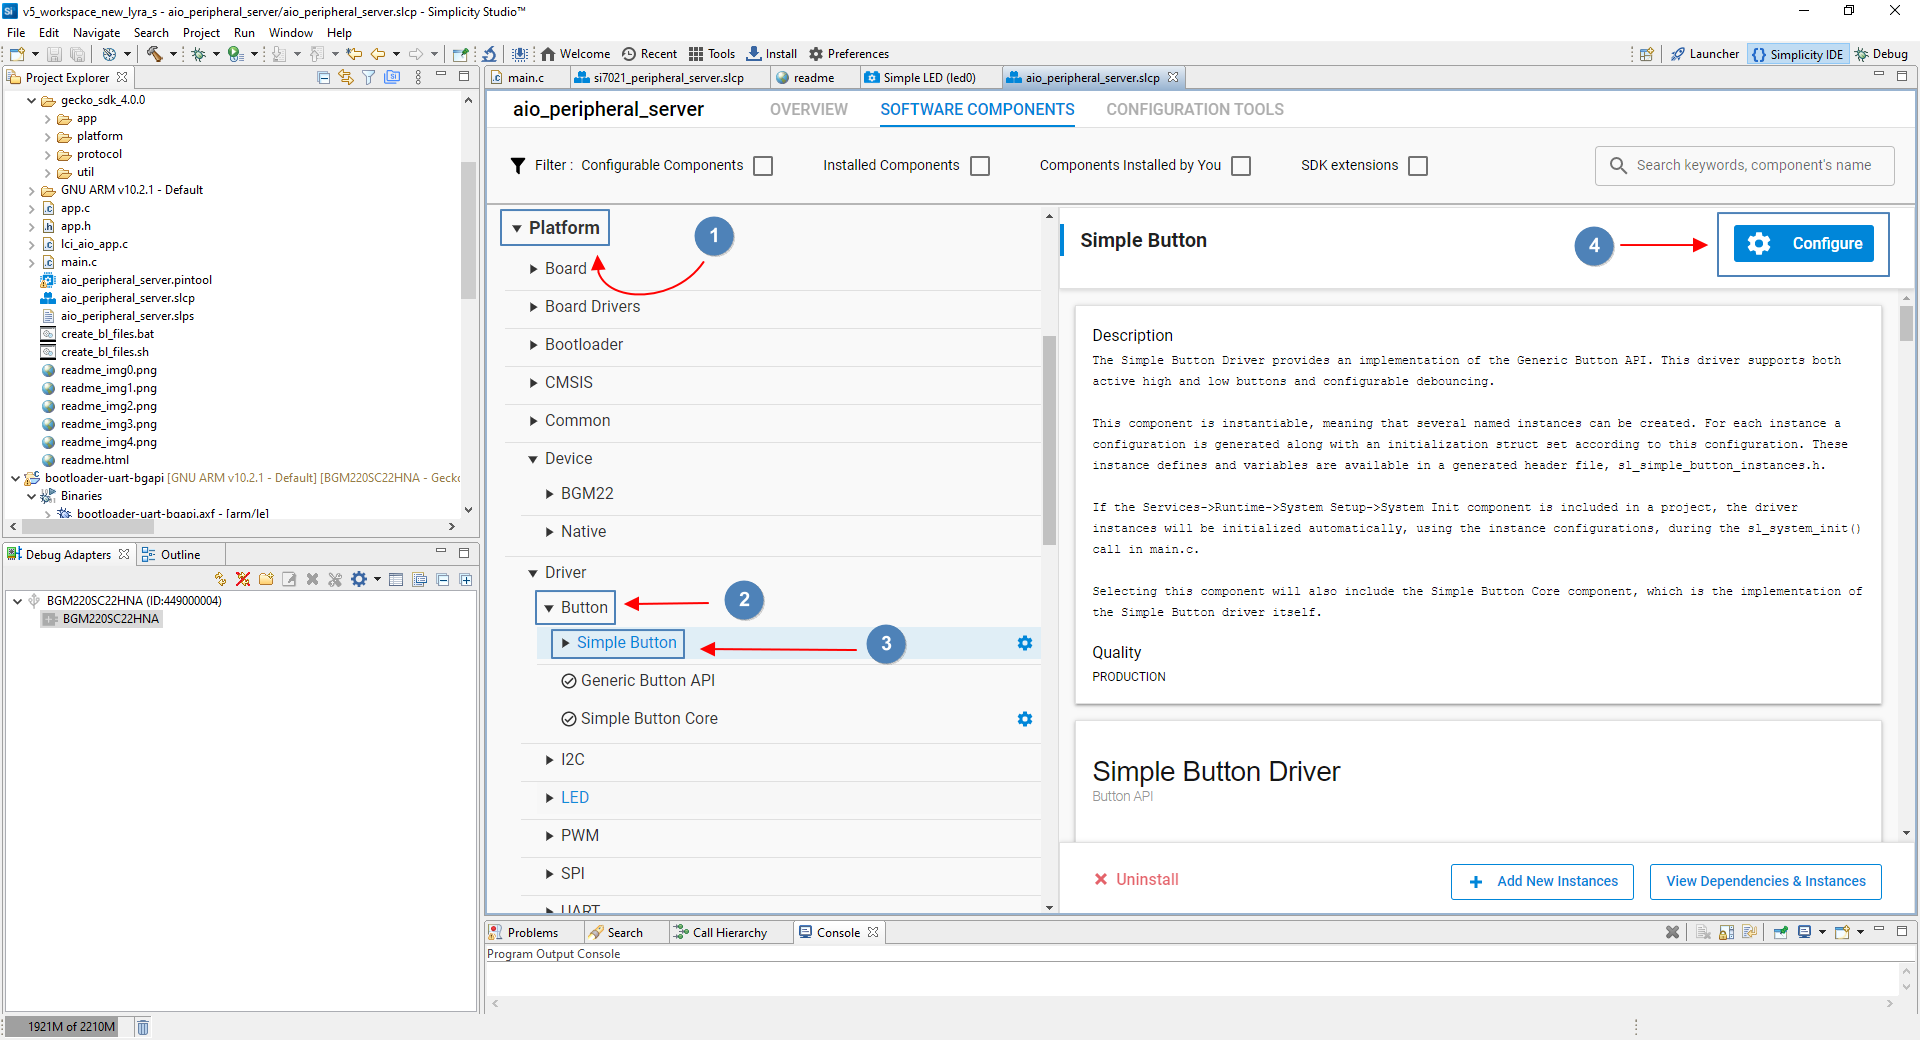 v5_workspace_new_lyra_s - aio_peripheral_server/aio_peripheral_server.slcp - Simplicity Studio™
File Edit Navigate Search Project Run Window Help
Welcome Recent Tools Install Preferences Launcher Simplicity IDE Debug
Project Explorer
gecko_sdk_4.0.0
app
platform
protocol
util
GNU ARM v10.2.1 - Default
app.c
app.h
lci_aio_app.c
main.c
aio_peripheral_server.pintool
aio_peripheral_server.slcp
aio_peripheral_server.slps
create_bl_files.bat
create_bl_files.sh
readme_img0.png
readme_img1.png
readme_img2.png
readme_img3.png
readme_img4.png
readme.html
bootloader-uart-bgapi [GNU ARM v10.2.1 - Default] [BGM220SC22HNA - Gecko
Binaries
bootloader-uart-bgapi.axf - [arm/le]
Debug Adapters Outline
BGM220SC22HNA (ID:449000004)
BGM220SC22HNA
1921M of 2210M
main.c si7021_peripheral_server.slcp readme Simple LED (led0) aio_peripheral_server.slcp
aio_peripheral_server OVERVIEW SOFTWARE COMPONENTS CONFIGURATION TOOLS
Filter : Configurable Components Installed Components Components Installed by You SDK extensions Search keywords, component's name
Platform
1
Board
Board Drivers
Bootloader
CMSIS
Common
Device
BGM22
Native
Driver
Button
2
Simple Button
3
Generic Button API
Simple Button Core
I2C
LED
PWM
SPI
UART
Simple Button
4
Configure
Description
The Simple Button Driver provides an implementation of the Generic Button API. This driver supports both
active high and low buttons and configurable debouncing.
This component is instantiable, meaning that several named instances can be created. For each instance a
configuration is generated along with an initialization struct set according to this configuration. These
instance defines and variables are available in a generated header file, sl_simple_button_instances.h.
If the Services->Runtime->System Setup->System Init component is included in a project, the driver
instances will be initialized automatically, using the instance configurations, during the sl_system_init()
call in main.c.
Selecting this component will also include the Simple Button Core component, which is the implementation of
the Simple Button driver itself.
Quality
PRODUCTION
Simple Button Driver
Button API
Uninstall
Add New Instances
View Dependencies & Instances
Problems Search Call Hierarchy Console
Program Output Console